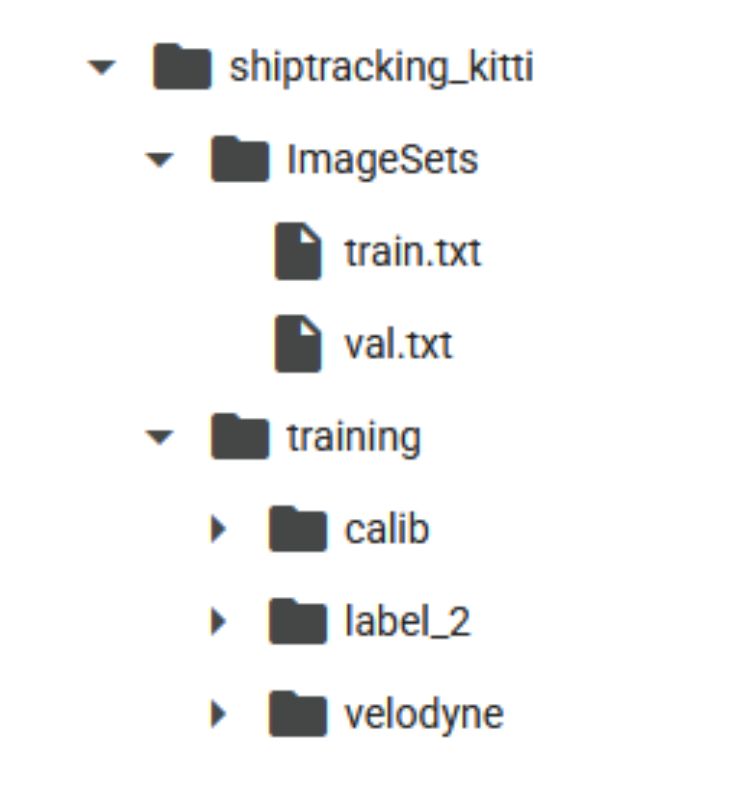 shiptracking_kitti
ImageSets
train.txt
val.txt
training
calib
label_2
velodyne